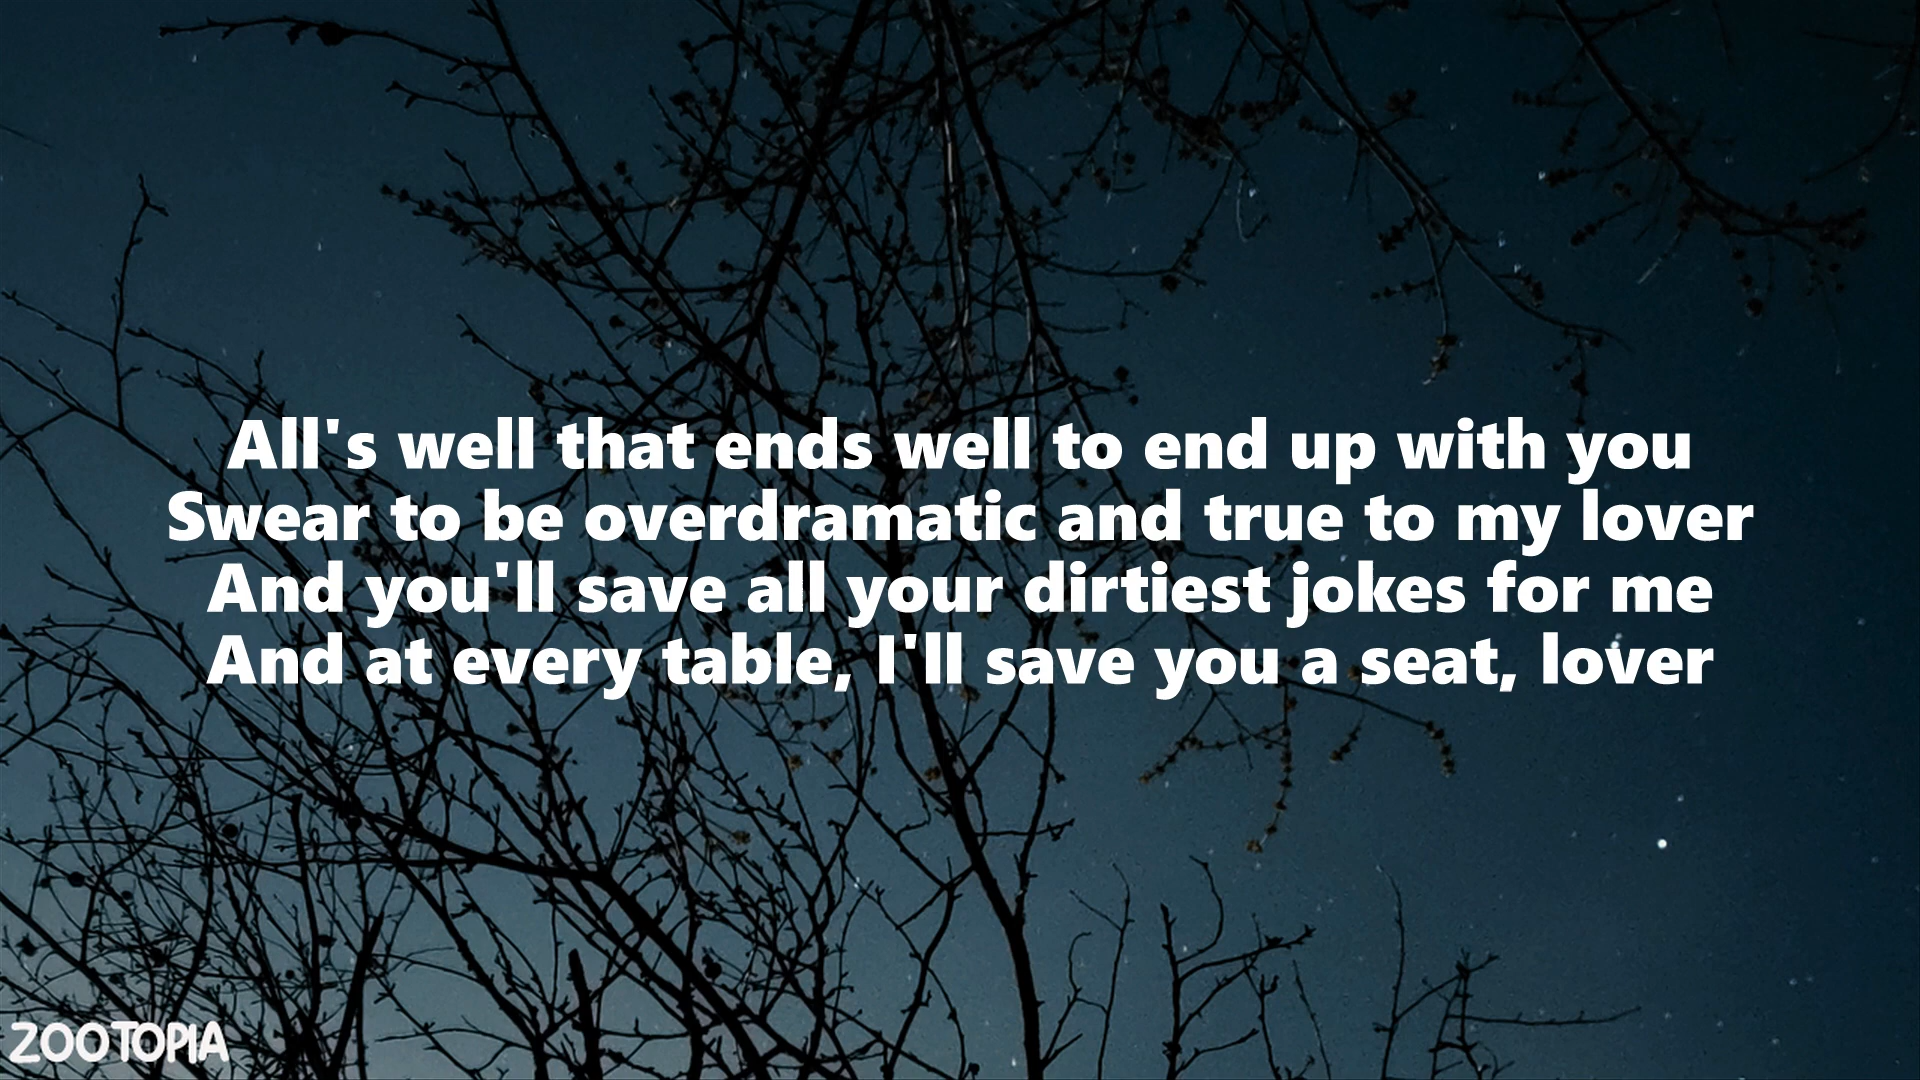 All's well that ends well to end up with you
Swear to be overdramatic and true to my lover
And you'll save all your dirtiest jokes for me
And at every table, I'll save you a seat, lover
ZOOTOPIA